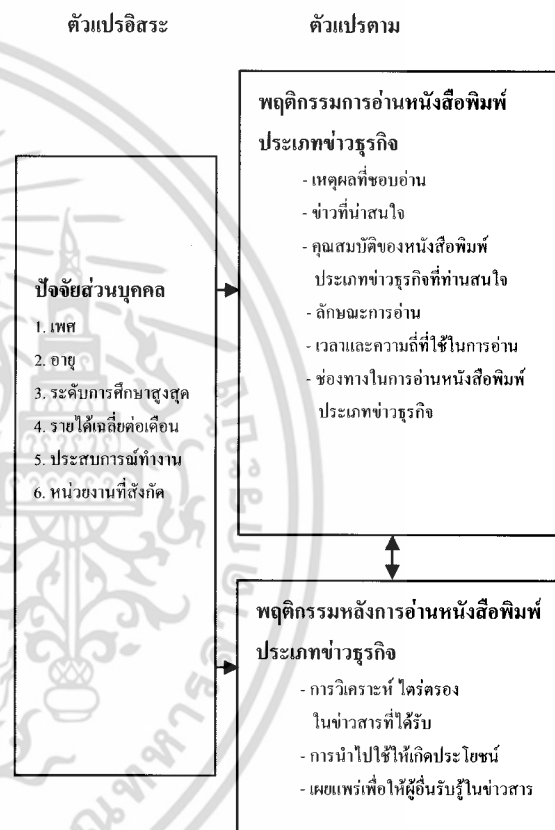 ตัวแปรอิสระ
ตัวแปรตาม
ปัจจัยส่วนบุคคล
1. เพศ
2. อายุ
3. ระดับการศึกษาสูงสุด
4. รายได้เฉลี่ยต่อเดือน
5. ประสบการณ์ทำงาน
6. หน่วยงานที่สังกัด
พฤติกรรมการอ่านหนังสือพิมพ์
ประเภทข่าวธุรกิจ
- เหตุผลที่ชอบอ่าน
- ข่าวที่น่าสนใจ
- คุณสมบัติของหนังสือพิมพ์
ประเภทข่าวธุรกิจที่ท่านสนใจ
- ลักษณะการอ่าน
- เวลาและความถี่ที่ใช้ในการอ่าน
- ช่องทางในการอ่านหนังสือพิมพ์
ประเภทข่าวธุรกิจ
พฤติกรรมหลังการอ่านหนังสือพิมพ์
ประเภทข่าวธุรกิจ
- การวิเคราะห์ ไตร่ตรอง
ในข่าวสารที่ได้รับ
- การนำไปใช้ให้เกิดประโยชน์
- เผยแพร่เพื่อให้ผู้อื่นรับรู้ในข่าวสาร